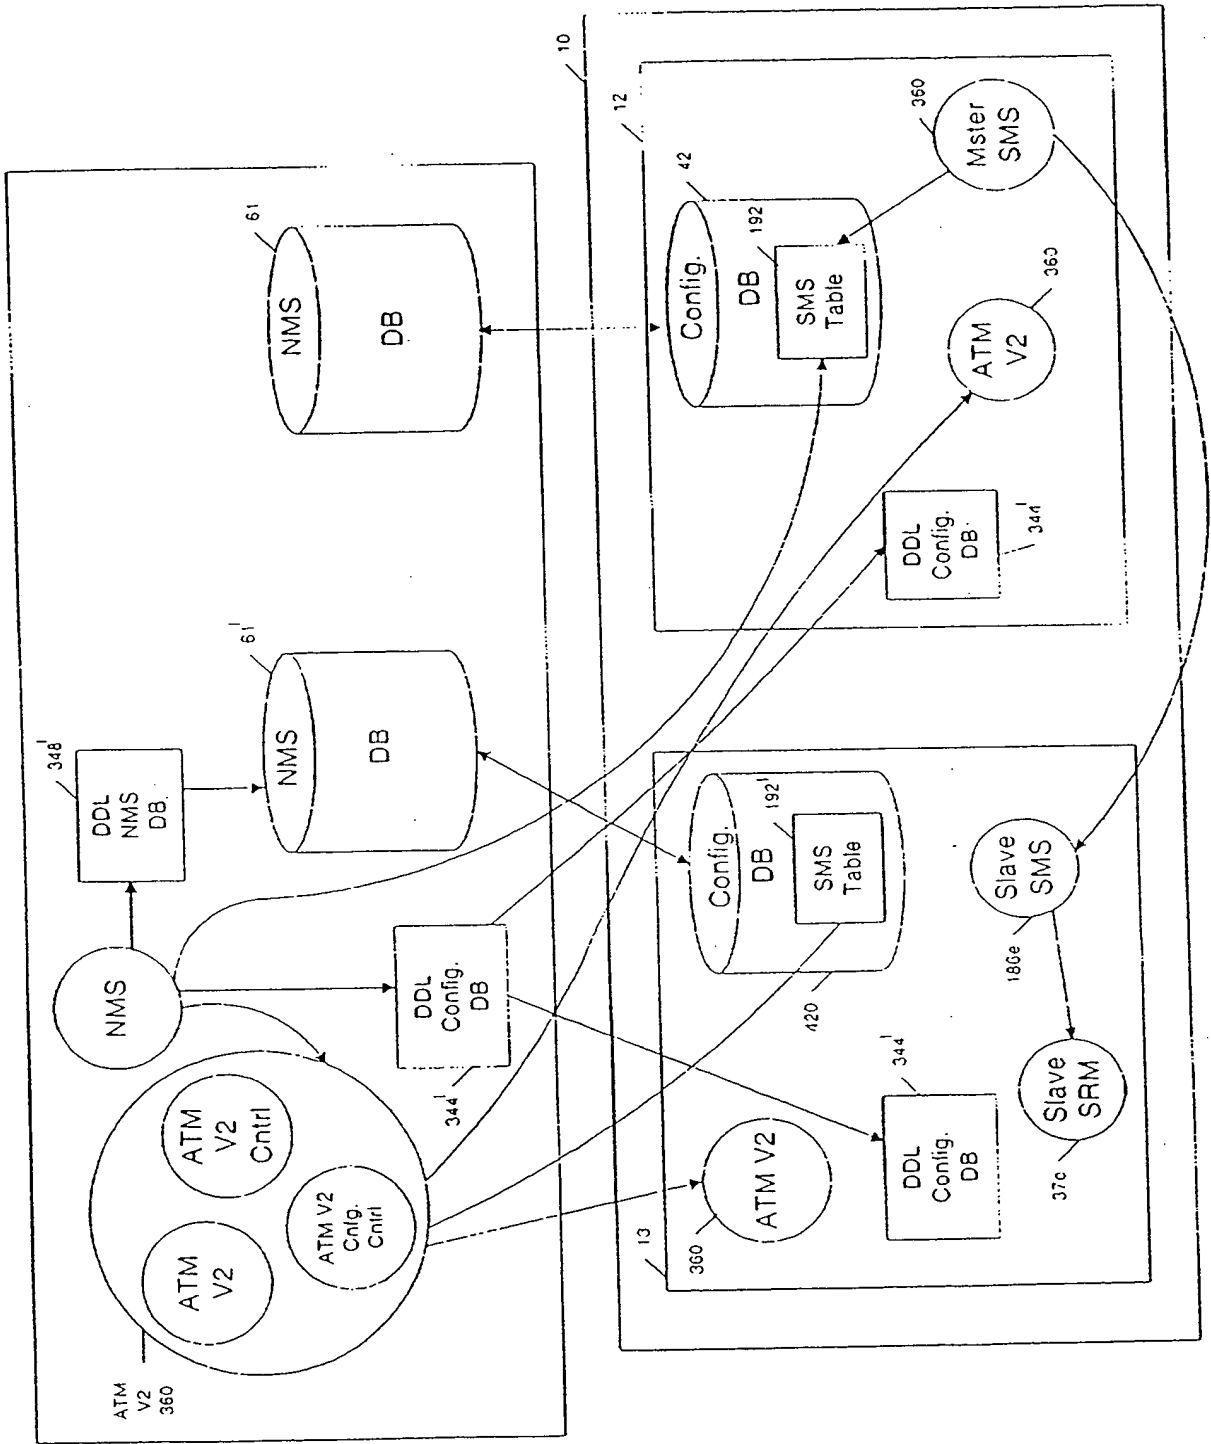 ATM
V2
360
ATM
V2
ATM
V2
Cntrl
ATM V2
Cnfg.
Cntrl
NMS
DDL
NMS
DB.
348'
DDL
Config.
DB
344'
NMS
DB
61'
NMS
DB
61
10
13
ATM V2
360
DDL
Config.
DB
344'
Slave
SRM
37c
Slave
SMS
186e
Config.
DB
SMS
Table
192'
420
12
Config.
DB
42
SMS
Table
192
DDL
Config.
DB.
344'
ATM
V2
360
Mster
SMS
360